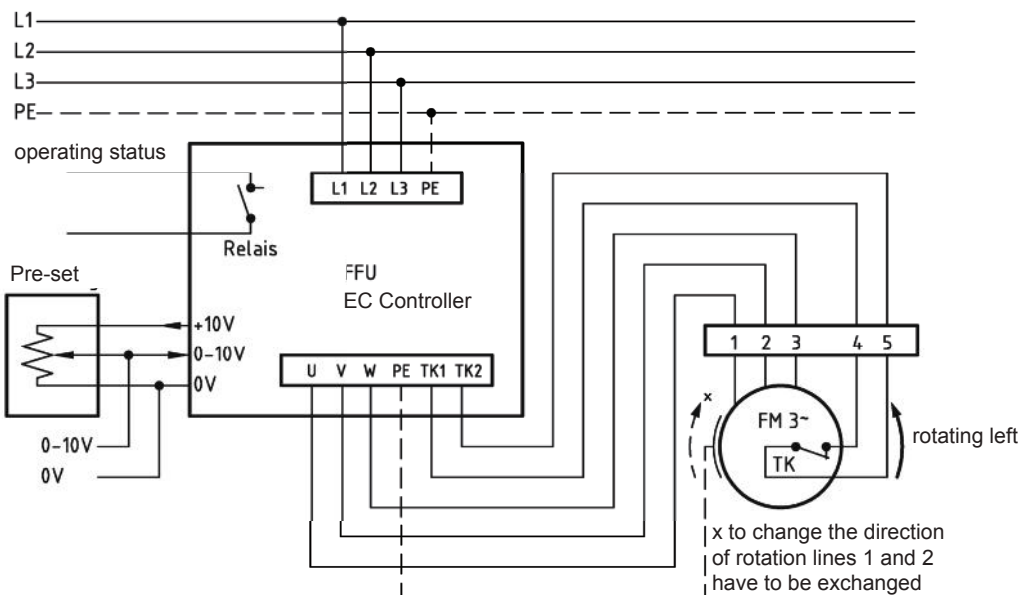 L1
L2
L3
PE
operating status
L1 L2 L3 PE
Relais
Pre-set
FFU
EC Controller
+10V
0-10V
0V
U V W PE TK1 TK2
1 2 3 4 5
x
FM 3~
TK
rotating left
0-10V
0V
x to change the direction
of rotation lines 1 and 2
have to be exchanged